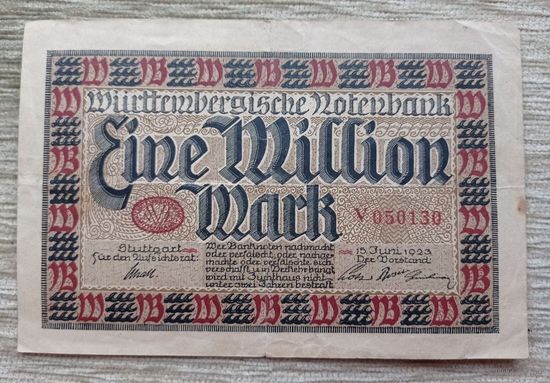 Württembergische Notenbank
Eine Million
Mark
V 050130
Stuttgart
für den Aufsichtsrat
Wer Banknoten nachmacht
oder verfälscht, oder nachge-
machte oder verfälschte sich
verschafft u. in Verkehr bringt
wird mit Zuchthaus nicht
unter zwei Jahren bestraft
15. Juni 1923
Der Vorstand